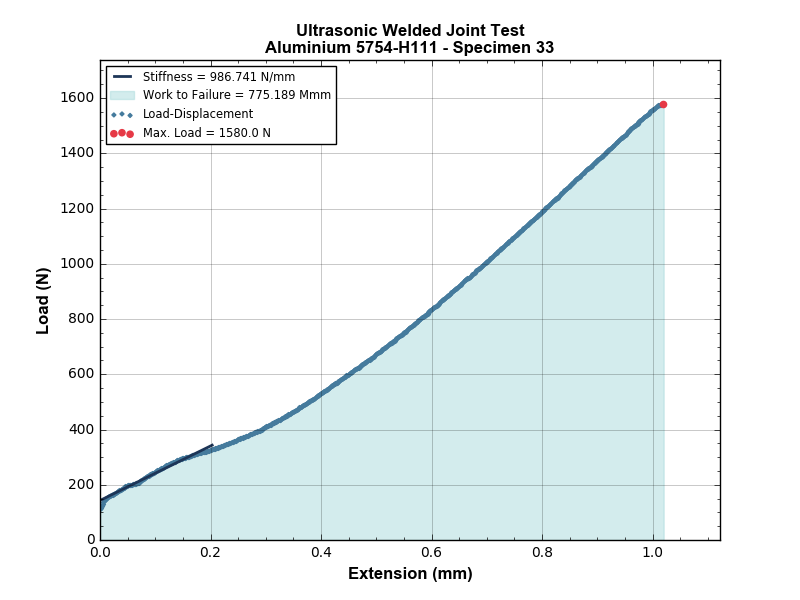 Ultrasonic Welded Joint Test
Aluminium 5754-H111 - Specimen 33
Stiffness = 986.741 N/mm
Work to Failure = 775.189 Mmm
Load-Displacement
Max. Load = 1580.0 N
1600
1400
1200
1000
800
600
400
200
0
Load (N)
0.0 0.2 0.4 0.6 0.8 1.0
Extension (mm)